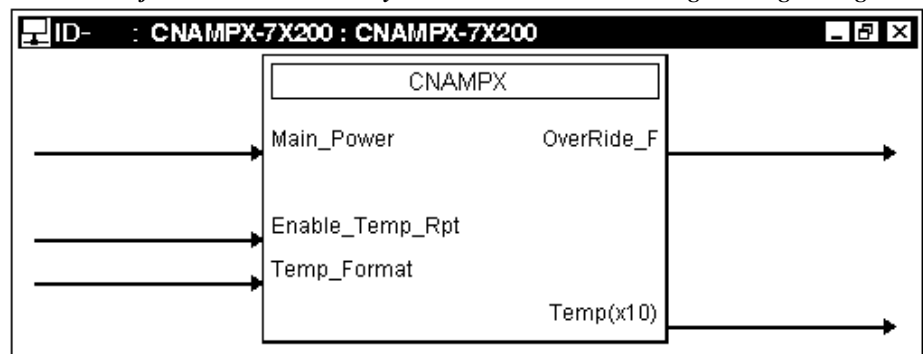 ID- : CNAMPX-7X200 : CNAMPX-7X200
CNAMPX
Main_Power OverRide_F
Enable_Temp_Rpt
Temp_Format
Temp(x10)